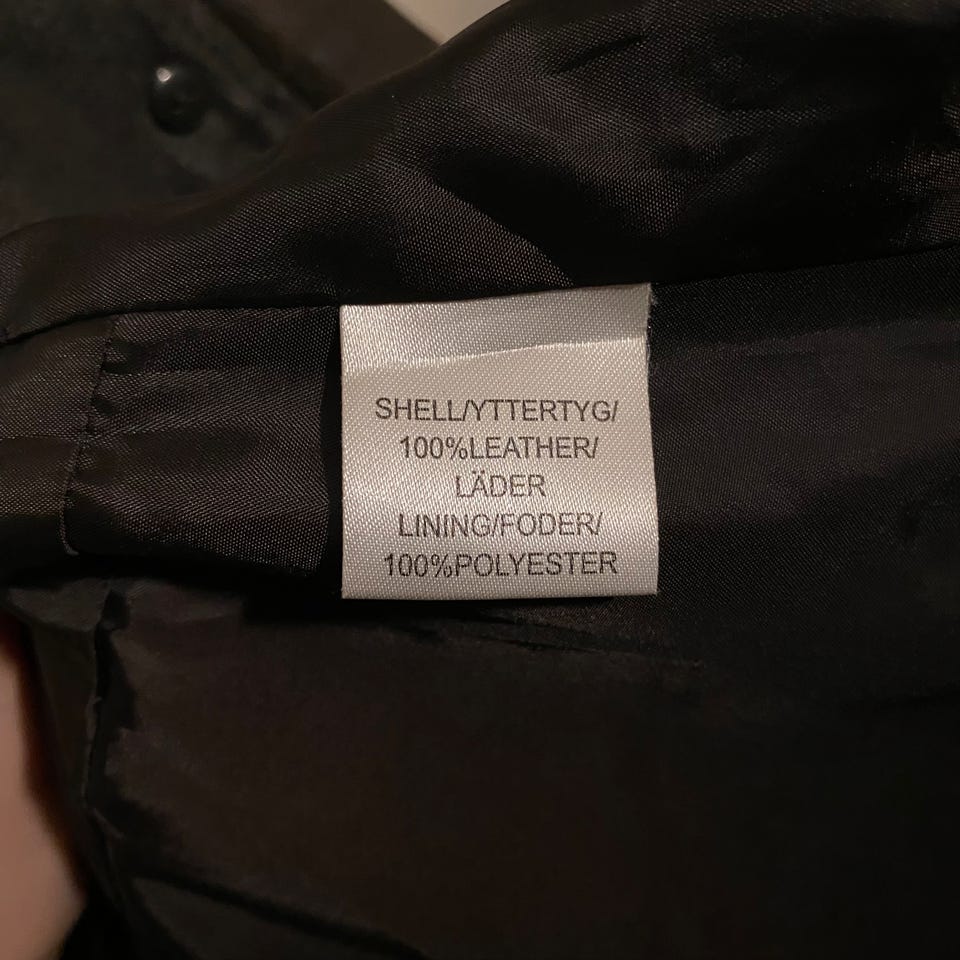 SHELL/YTTERTYG/
100%LEATHER/
LÄDER
LINING/FODER/
100%POLYESTER